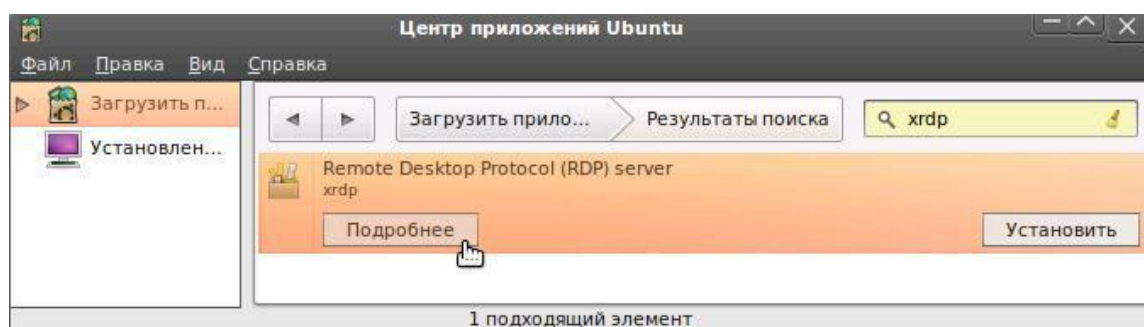 Центр приложений Ubuntu
Файл Правка Вид Справка
Загрузить п...
Установлен...
Загрузить прило... Результаты поиска xrdp
Remote Desktop Protocol (RDP) server
xrdp
Подробнее Установить
1 подходящий элемент